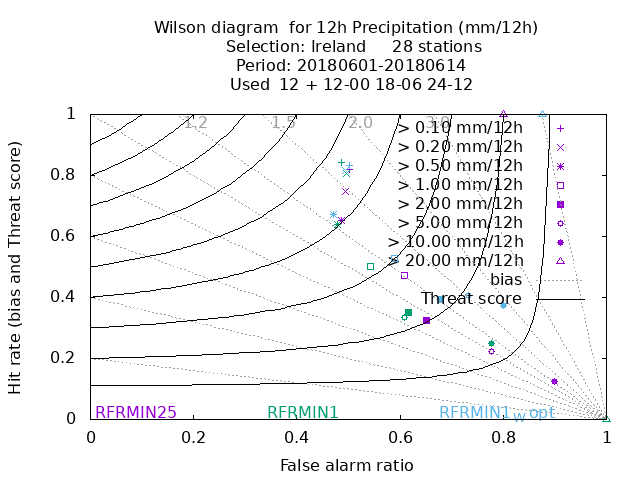 Wilson diagram  for 12h Precipitation (mm/12h)
Selection: Ireland     28 stations
Period: 20180601-20180614
Used  12 + 12-00 18-06 24-12
Hit rate (bias and Threat score)
1
0.8
0.6
0.4
0.2
0
1.2
1.5
2.0
3.0
> 0.10 mm/12h
> 0.20 mm/12h
> 0.50 mm/12h
> 1.00 mm/12h
> 2.00 mm/12h
> 5.00 mm/12h
> 10.00 mm/12h
> 20.00 mm/12h
bias
Threat score
RFRMIN25 RFRMIN1 RFRMIN1_w_opt
0 0.2 0.4 0.6 0.8 1
False alarm ratio